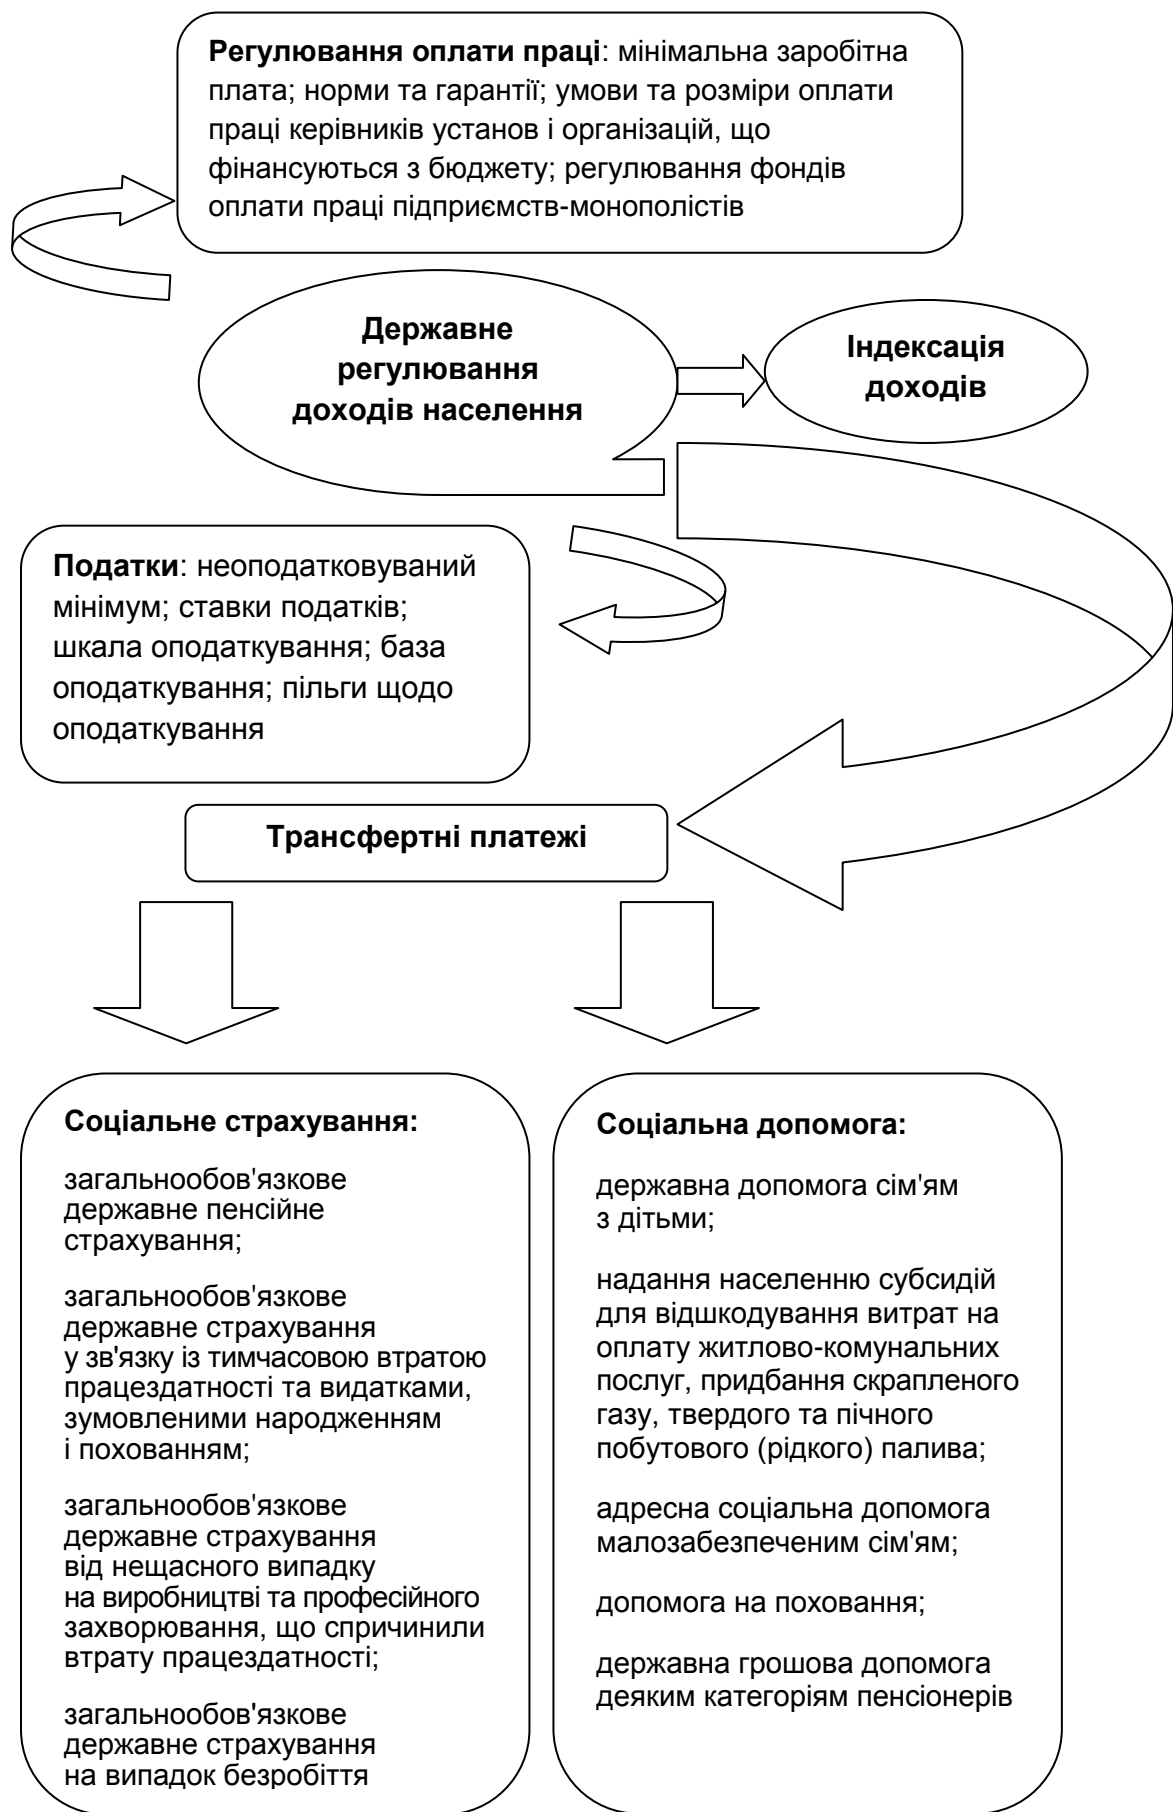 Регулювання оплати праці: мінімальна заробітна
плата; норми та гарантії; умови та розміри оплати
праці керівників установ і організацій, що
фінансуються з бюджету; регулювання фондів
оплати праці підприємств-монополістів
Державне
регулювання
доходів населення
Індексація
доходів
Податки: неоподатковуваний
мінімум; ставки податків;
шкала оподаткування; база
оподаткування; пільги щодо
оподаткування
Трансфертні платежі
Соціальне страхування:
загальнообов'язкове
державне пенсійне
страхування;
загальнообов'язкове
державне страхування
у зв'язку із тимчасовою втратою
працездатності та видатками,
зумовленими народженням
і похованням;
загальнообов'язкове
державне страхування
від нещасного випадку
на виробництві та професійного
захворювання, що спричинили
втрату працездатності;
загальнообов'язкове
державне страхування
на випадок безробіття
Соціальна допомога:
державна допомога сім'ям
з дітьми;
надання населенню субсидій
для відшкодування витрат на
оплату житлово-комунальних
послуг, придбання скрапленого
газу, твердого та пічного
побутового (рідкого) палива;
адресна соціальна допомога
малозабезпеченим сім'ям;
допомога на поховання;
державна грошова допомога
деяким категоріям пенсіонерів